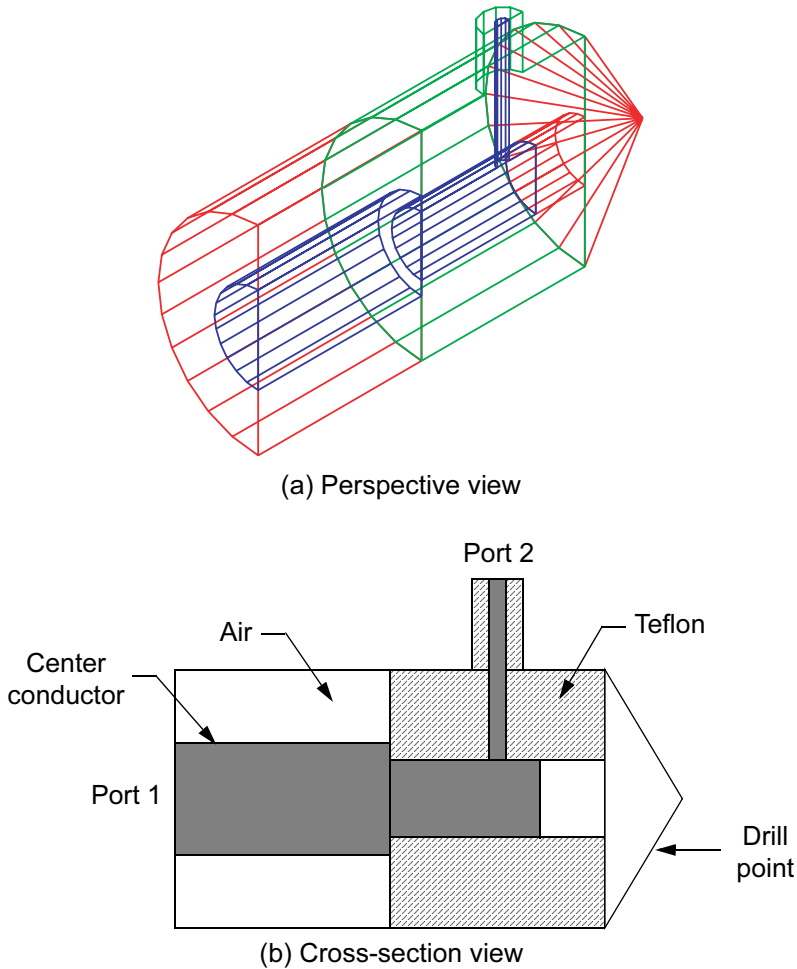 (a) Perspective view
Port 2
Air
Teflon
Center
conductor
Port 1
Drill
point
(b) Cross-section view